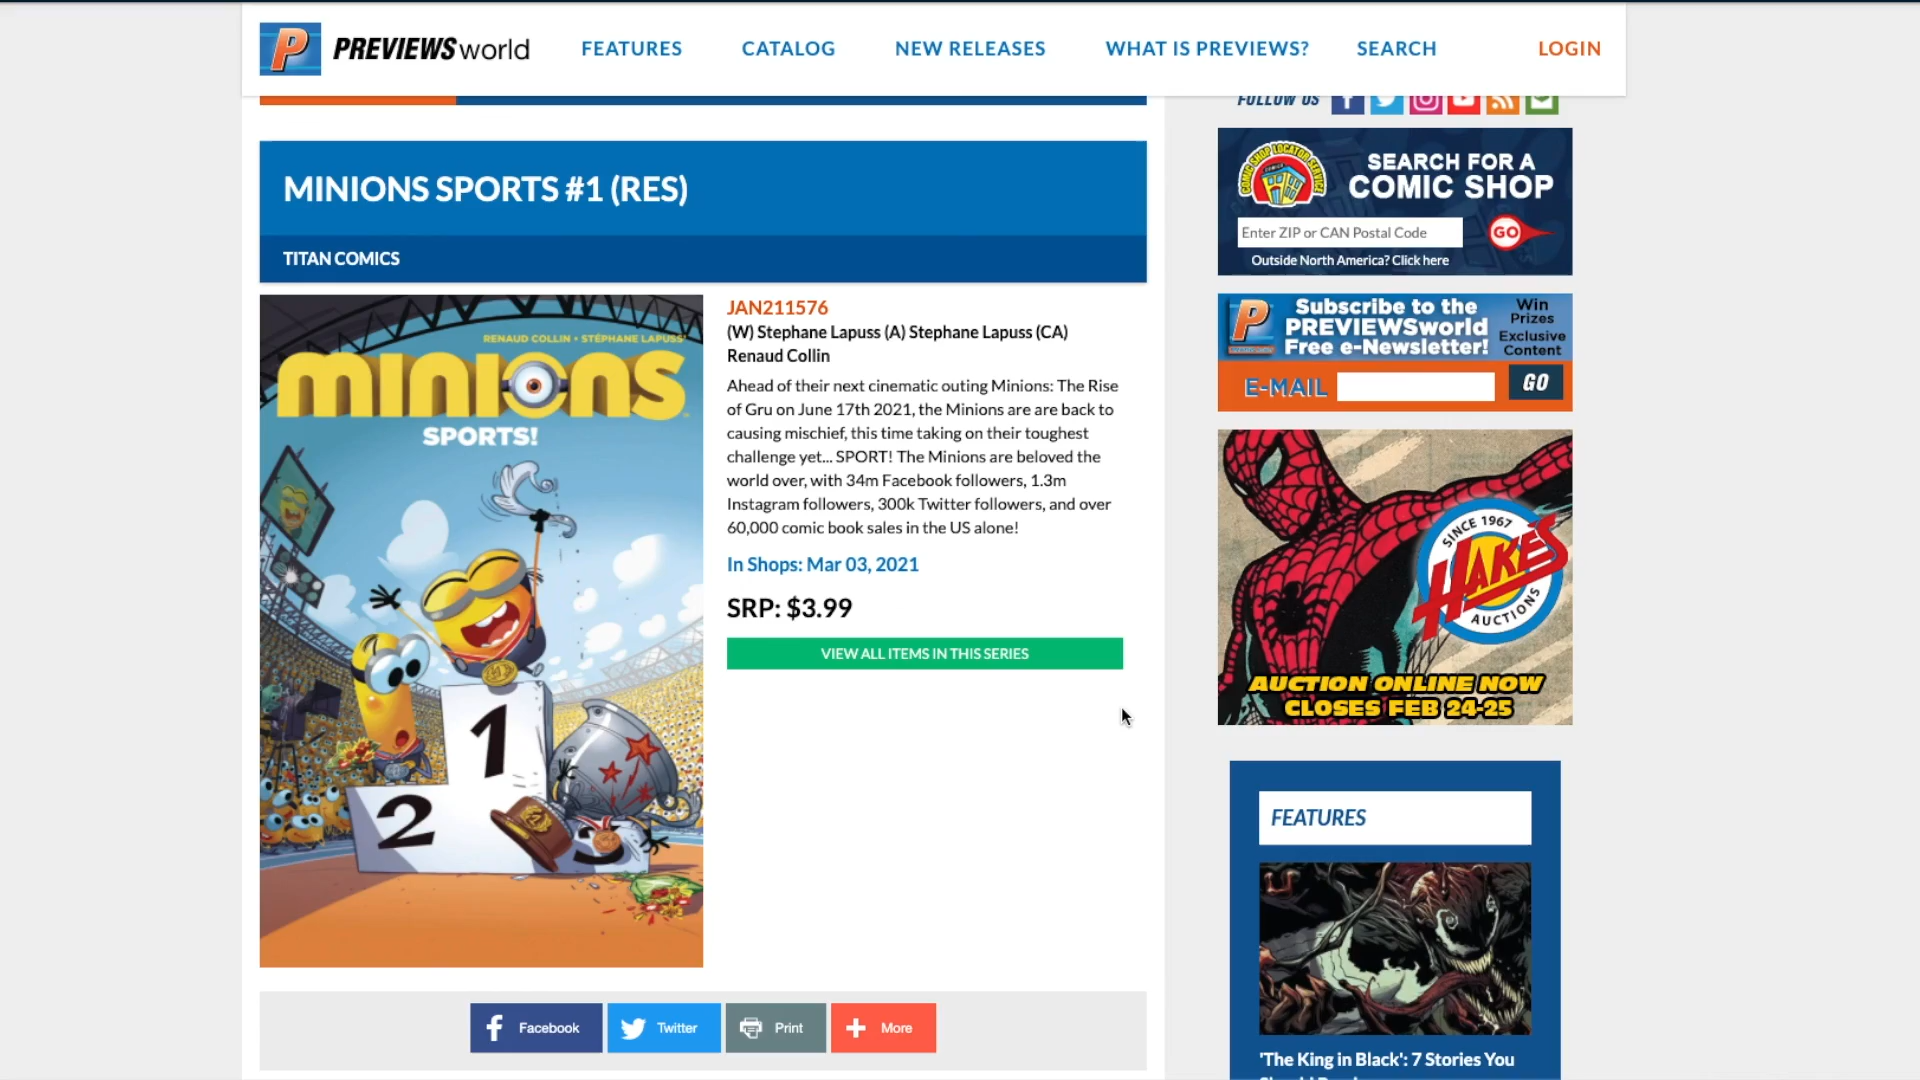 P PREVIEWSworld
FEATURES
CATALOG
NEW RELEASES
WHAT IS PREVIEWS?
SEARCH
LOGIN
FOLLOW US
MINIONS SPORTS #1 (RES)
TITAN COMICS
RENAUD COLLIN • STÉPHANE LAPUSS'
minions
SPORTS!
1
2
3
JAN211576
(W) Stephane Lapuss (A) Stephane Lapuss (CA)
Renaud Collin
Ahead of their next cinematic outing Minions: The Rise
of Gru on June 17th 2021, the Minions are are back to
causing mischief, this time taking on their toughest
challenge yet... SPORT! The Minions are beloved the
world over, with 34m Facebook followers, 1.3m
Instagram followers, 300k Twitter followers, and over
60,000 comic book sales in the US alone!
In Shops: Mar 03, 2021
SRP: $3.99
VIEW ALL ITEMS IN THIS SERIES
Facebook
Twitter
Print
More
COMIC SHOP LOCATOR SERVICE
SEARCH FOR A
COMIC SHOP
Enter ZIP or CAN Postal Code
GO
Outside North America? Click here
P
Subscribe to the
PREVIEWSworld
Free e-Newsletter!
Win
Prizes
Exclusive
Content
E-MAIL
GO
SINCE 1967
HAKE'S
AUCTIONS
AUCTION ONLINE NOW
CLOSES FEB 24-25
FEATURES
'The King in Black': 7 Stories You